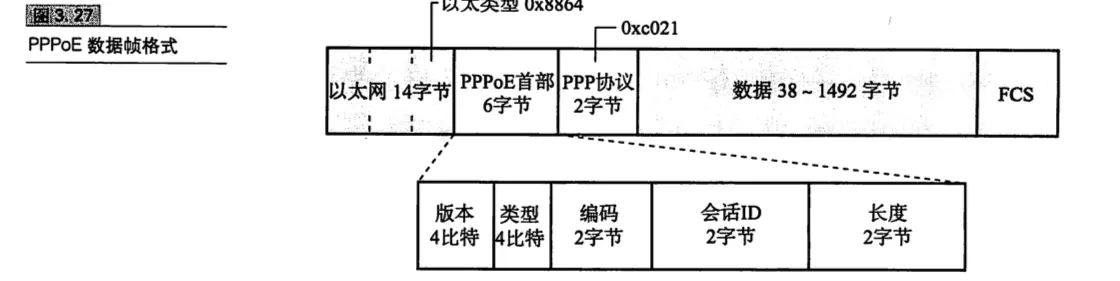 图3.27
PPPoE 数据帧格式
以太类型 0x8864
0xc021
以太网 14字节
PPPoE首部
6字节
PPP协议
2字节
数据 38～1492 字节
FCS
版本
4比特
类型
4比特
编码
2字节
会话ID
2字节
长度
2字节